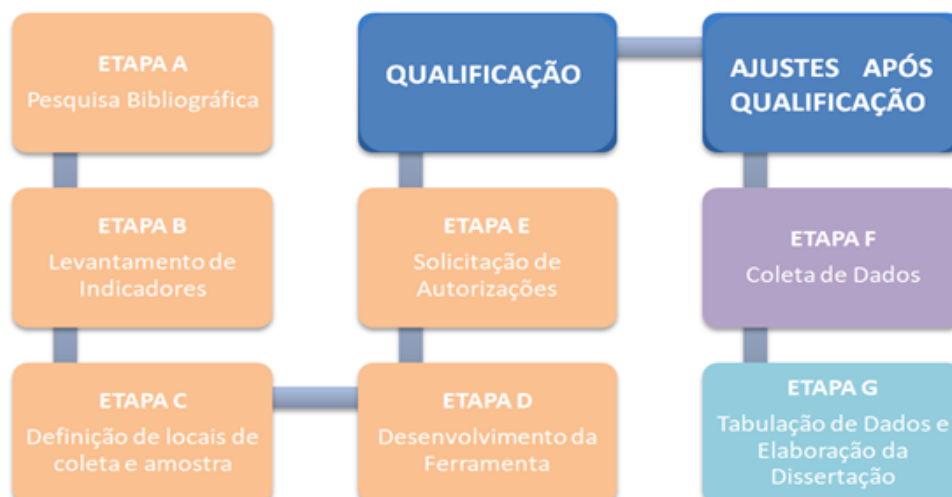 ETAPA A
Pesquisa Bibliográfica
ETAPA B
Levantamento de
Indicadores
ETAPA C
Definição de locais de
coleta e amostra
ETAPA D
Desenvolvimento da
Ferramenta
ETAPA E
Solicitação de
Autorizações
QUALIFICAÇÃO
AJUSTES APÓS
QUALIFICAÇÃO
ETAPA F
Coleta de Dados
ETAPA G
Tabulação de Dados e
Elaboração da
Dissertação